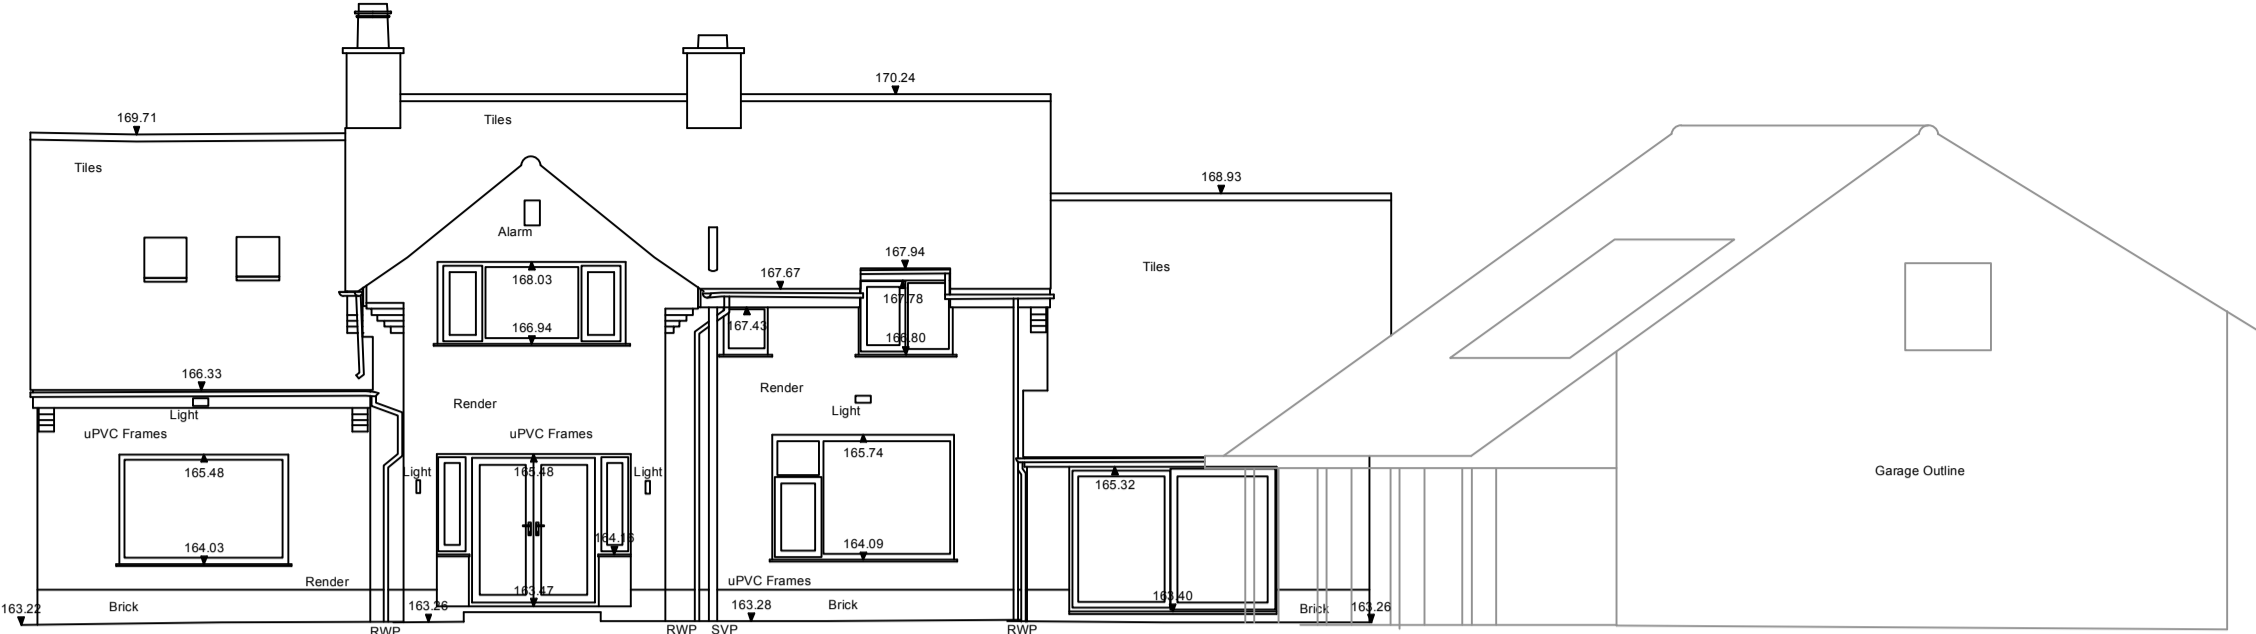 170.24
169.71
Tiles
Tiles
168.93
Alarm
167.94
Tiles
167.67
168.03
167.78
167.43
166.94
166.80
166.33
Render
Render
Light
Light
uPVC Frames
uPVC Frames
165.74
165.48
Light
165.48
Light
165.32
Garage Outline
164.16
164.03
164.09
Render
163.47
uPVC Frames
163.40
163.22
Brick
163.26
163.28
Brick
Brick
163.26
RWP
RWP
SVP
RWP